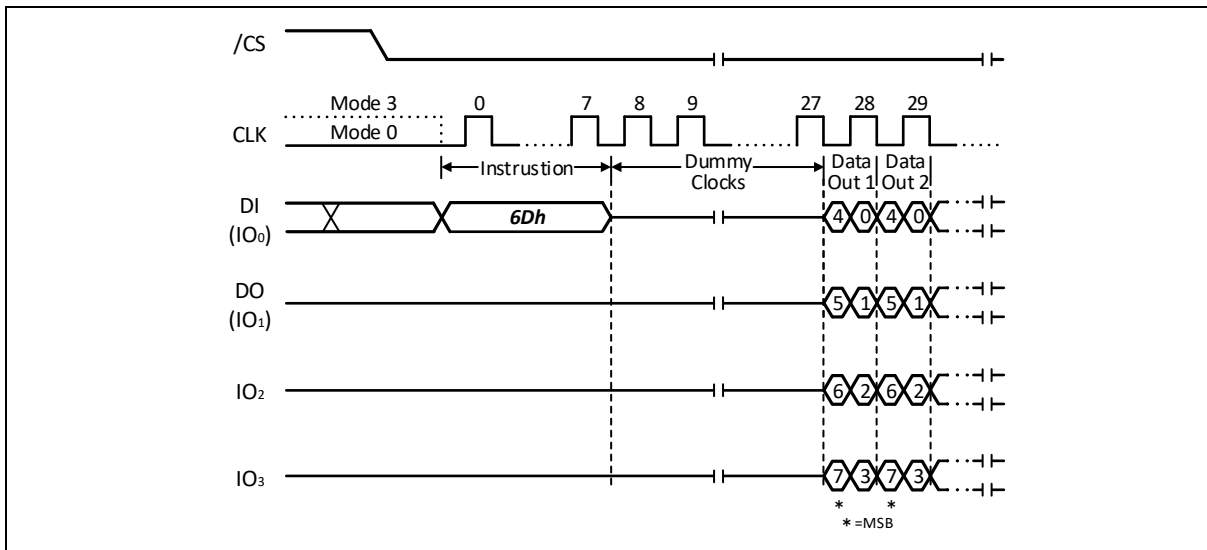 /CS
Mode 3 0 7 8 9 27 28 29
CLK Mode 0
Instrustion Dummy Clocks Data Out 1 Data Out 2
DI (IO0) 6Dh 4 0 4 0
DO (IO1) 5 1 5 1
IO2 6 2 6 2
IO3 7 3 7 3
* *
* =MSB